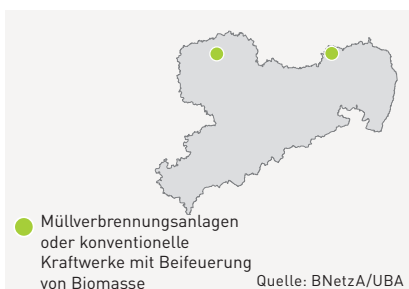 Müllverbrennungsanlagen
oder konventionelle
Kraftwerke mit Beifeuerung
von Biomasse
Quelle: BNetzA/UBA